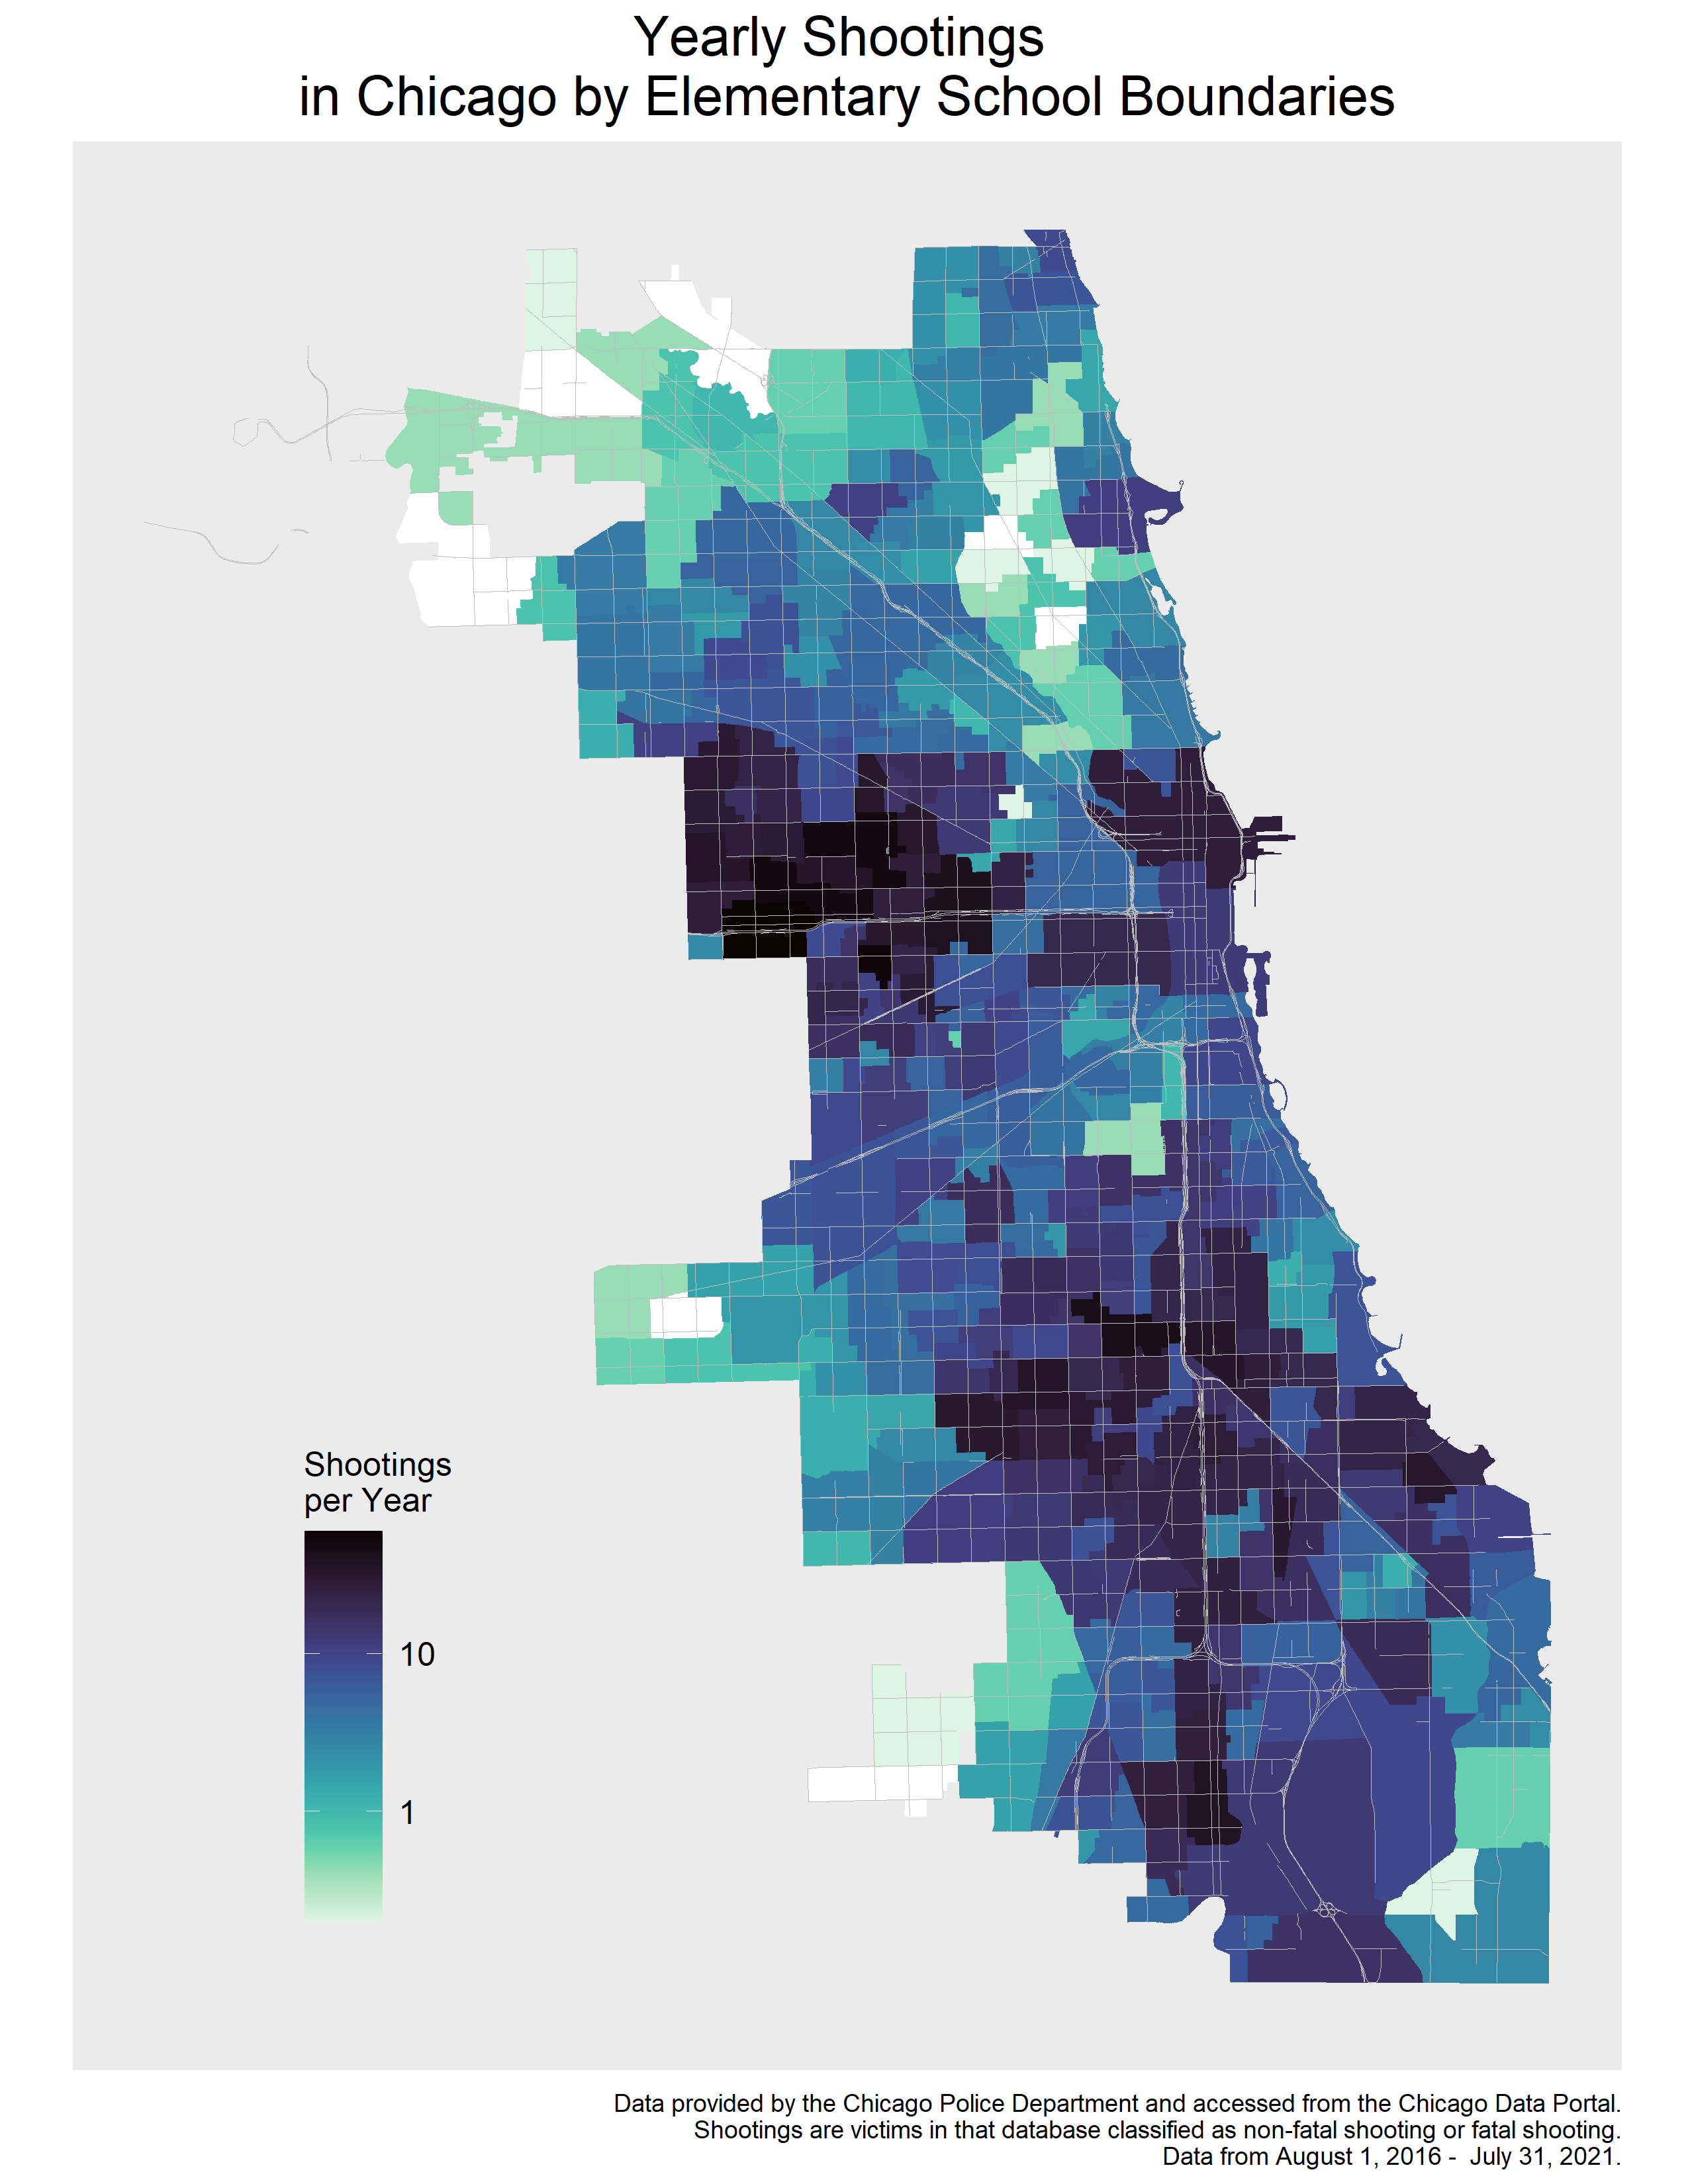 Yearly Shootings
in Chicago by Elementary School Boundaries
Shootings
per Year
10
1
Data provided by the Chicago Police Department and accessed from the Chicago Data Portal.
Shootings are victims in that database classified as non-fatal shooting or fatal shooting.
Data from August 1, 2016 -  July 31, 2021.